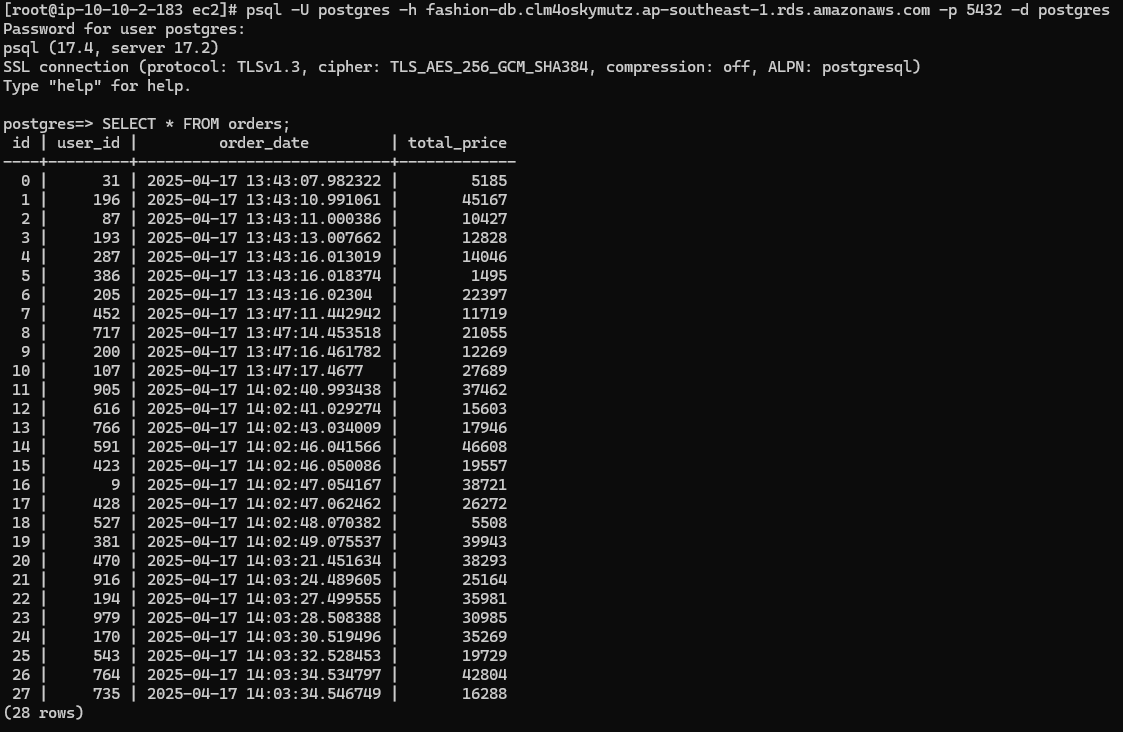 [root@ip-10-10-2-183 ec2]# psql -U postgres -h fashion-db.clm4oskymutz.ap-southeast-1.rds.amazonaws.com -p 5432 -d postgres
Password for user postgres:
psql (17.4, server 17.2)
SSL connection (protocol: TLSv1.3, cipher: TLS_AES_256_GCM_SHA384, compression: off, ALPN: postgresql)
Type "help" for help.

postgres=> SELECT * FROM orders;
 id | user_id |         order_date         | total_price
----+---------+----------------------------+-------------
  0 |      31 | 2025-04-17 13:43:07.982322 |        5185
  1 |     196 | 2025-04-17 13:43:10.991061 |       45167
  2 |      87 | 2025-04-17 13:43:11.000386 |       10427
  3 |     193 | 2025-04-17 13:43:13.007662 |       12828
  4 |     287 | 2025-04-17 13:43:16.013019 |       14046
  5 |     386 | 2025-04-17 13:43:16.018374 |        1495
  6 |     205 | 2025-04-17 13:43:16.02304  |       22397
  7 |     452 | 2025-04-17 13:47:11.442942 |       11719
  8 |     717 | 2025-04-17 13:47:14.453518 |       21055
  9 |     200 | 2025-04-17 13:47:16.461782 |       12269
 10 |     107 | 2025-04-17 13:47:17.4677   |       27689
 11 |     905 | 2025-04-17 14:02:40.993438 |       37462
 12 |     616 | 2025-04-17 14:02:41.029274 |       15603
 13 |     766 | 2025-04-17 14:02:43.034009 |       17946
 14 |     591 | 2025-04-17 14:02:46.041566 |       46608
 15 |     423 | 2025-04-17 14:02:46.050086 |       19557
 16 |       9 | 2025-04-17 14:02:47.054167 |       38721
 17 |     428 | 2025-04-17 14:02:47.062462 |       26272
 18 |     527 | 2025-04-17 14:02:48.070382 |        5508
 19 |     381 | 2025-04-17 14:02:49.075537 |       39943
 20 |     470 | 2025-04-17 14:03:21.451634 |       38293
 21 |     916 | 2025-04-17 14:03:24.489605 |       25164
 22 |     194 | 2025-04-17 14:03:27.499555 |       35981
 23 |     979 | 2025-04-17 14:03:28.508388 |       30985
 24 |     170 | 2025-04-17 14:03:30.519496 |       35269
 25 |     543 | 2025-04-17 14:03:32.528453 |       19729
 26 |     764 | 2025-04-17 14:03:34.534797 |       42804
 27 |     735 | 2025-04-17 14:03:34.546749 |       16288
(28 rows)